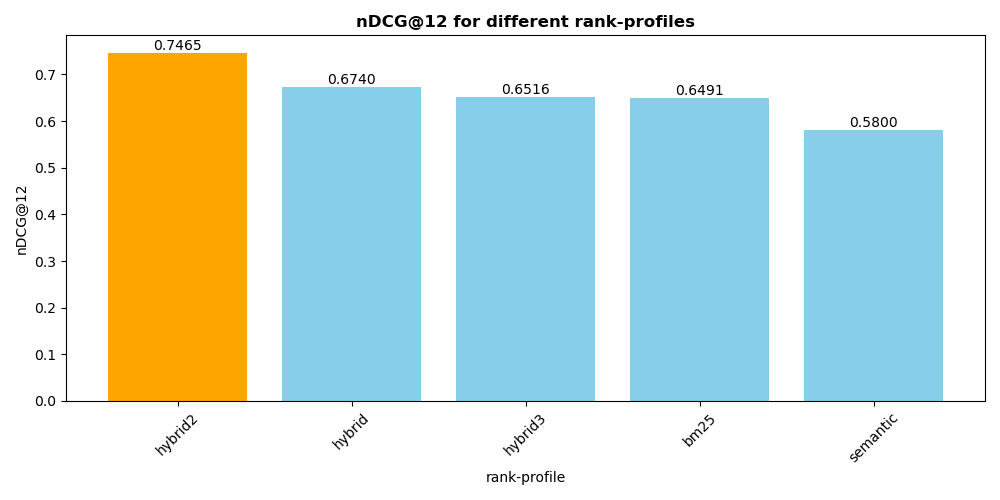 nDCG@12 for different rank-profiles
0.7465
0.6740
0.6516
0.6491
0.5800
0.7
0.6
0.5
0.4
0.3
0.2
0.1
0.0
nDCG@12
hybrid2
hybrid
hybrid3
bm25
semantic
rank-profile